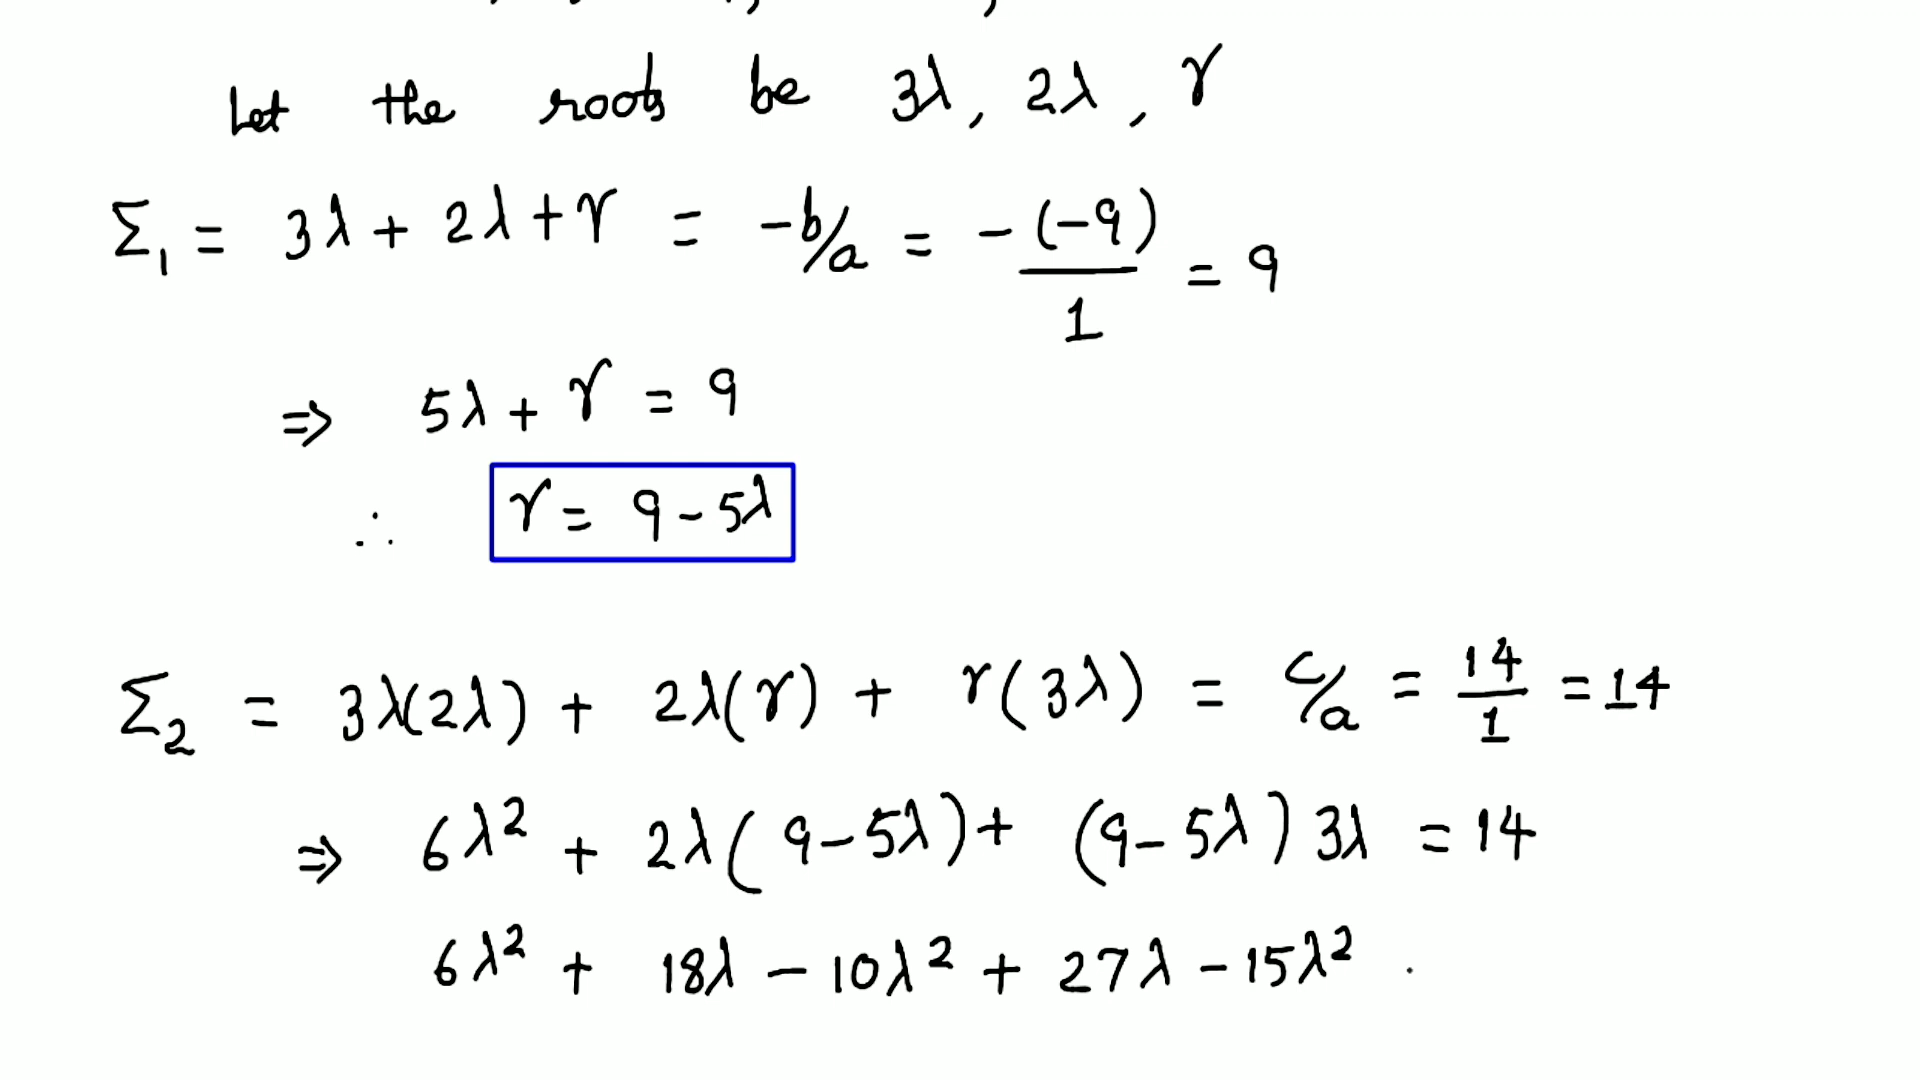 Let the roots be 3λ, 2λ, γ
Σ₁ = 3λ + 2λ + γ = -b/a = -(-9)/1 = 9
⇒ 5λ + γ = 9
∴ γ = 9 - 5λ
Σ₂ = 3λ(2λ) + 2λ(γ) + γ(3λ) = c/a = 14/1 = 14
⇒ 6λ² + 2λ(9 - 5λ) + (9 - 5λ)3λ = 14
6λ² + 18λ - 10λ² + 27λ - 15λ²